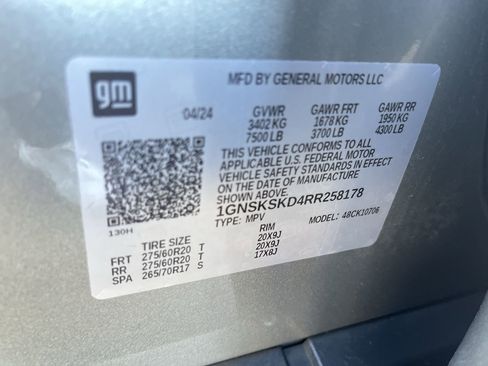 gm
MFD BY GENERAL MOTORS LLC
04/24 GVWR GAWR FRT GAWR RR
3402 KG 1678 KG 1950 KG
7500 LB 3700 LB 4300 LB
THIS VEHICLE CONFORMS TO ALL
APPLICABLE U.S. FEDERAL MOTOR
VEHICLE SAFETY STANDARDS IN EFFECT
ON THE DATE OF MANUFACTURE
SHOWN ABOVE.
1GNSKSKD4RR258178
TYPE: MPV MODEL: 48CK10706
130H
TIRE SIZE RIM
FRT 275/60R20 T 20X9J
RR 275/60R20 T 20X9J
SPA 265/70R17 S 17X8J